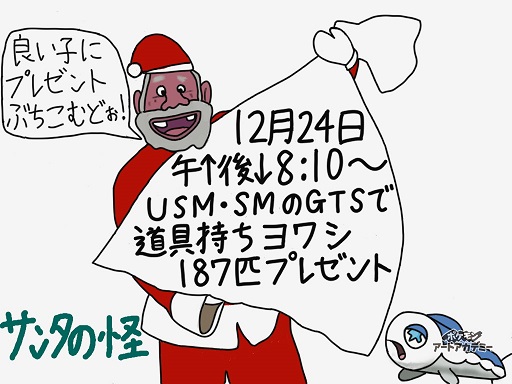 良い子に
プレゼント
ぶちこむどぉ!
12月24日
午↑後↓8:10～
USM・SMのGTSで
道具持ちヨワシ
187匹プレゼント
サンタの怪
ポケモン
アートアカデミー